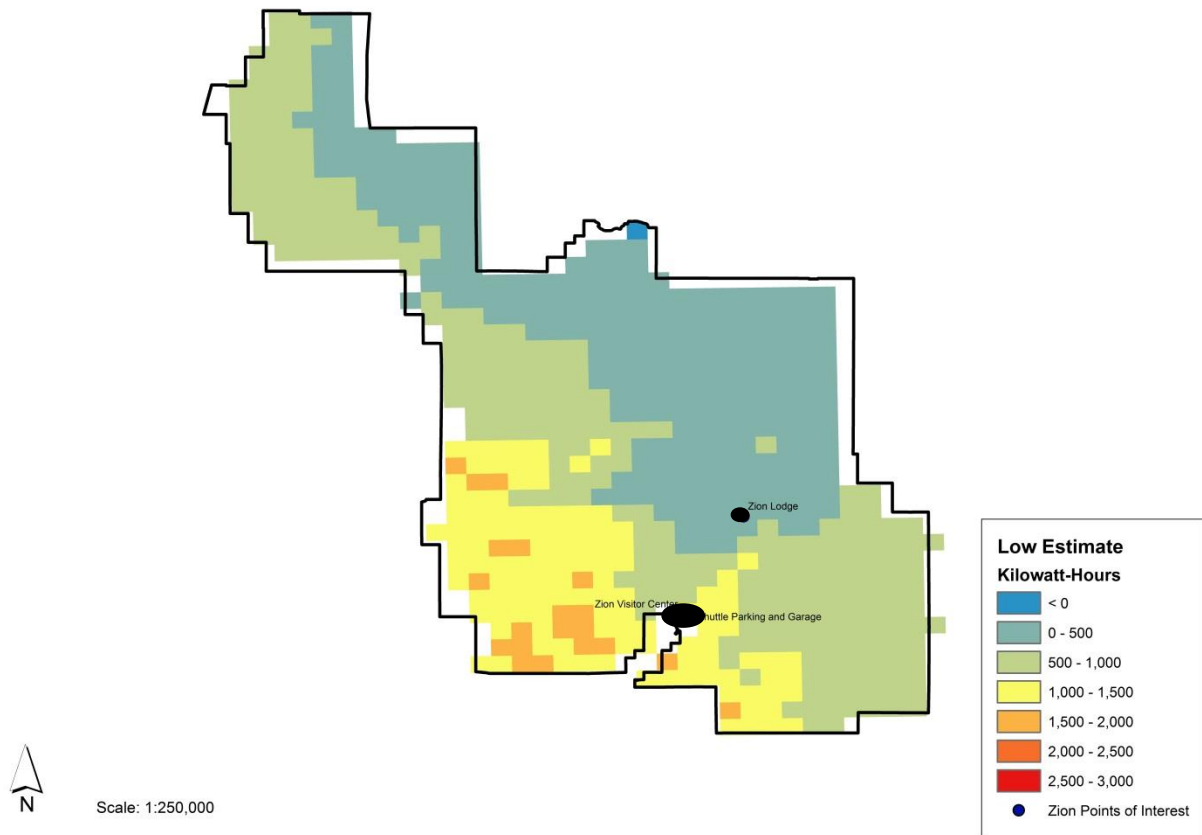 Zion Lodge
Zion Visitor Center
huttle Parking and Garage
Low Estimate
Kilowatt-Hours
< 0
0 - 500
500 - 1,000
1,000 - 1,500
1,500 - 2,000
2,000 - 2,500
2,500 - 3,000
Zion Points of Interest
N
Scale: 1:250,000